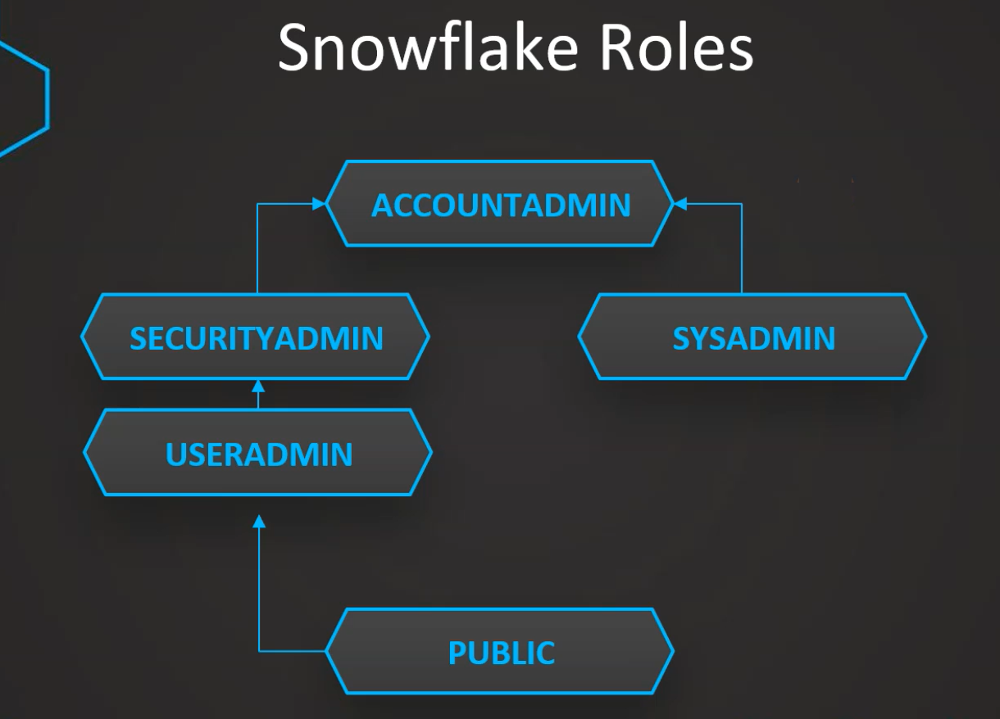 Snowflake Roles
ACCOUNTADMIN
SECURITYADMIN
SYSADMIN
USERADMIN
PUBLIC